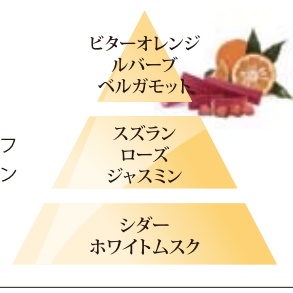 ビターオレンジ
ルバーブ
ベルガモット
スズラン
ローズ
ジャスミン
フ
ン
シダー
ホワイトムスク